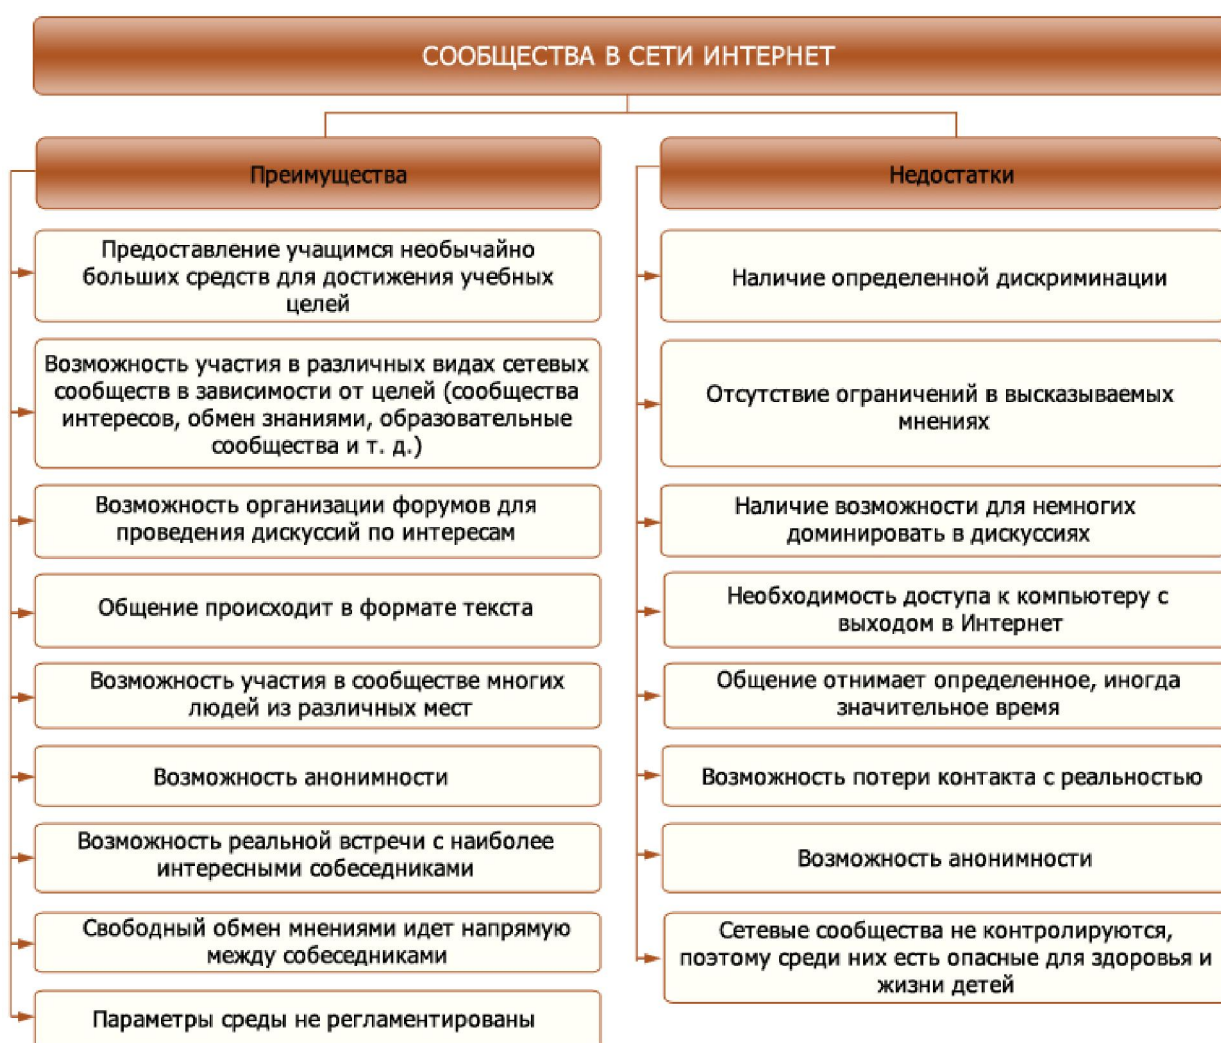 СООБЩЕСТВА В СЕТИ ИНТЕРНЕТ
Преимущества
Предоставление учащимся необычайно
больших средств для достижения учебных
целей
Возможность участия в различных видах сетевых
сообществ в зависимости от целей (сообщества
интересов, обмен знаниями, образовательные
сообщества и т. д.)
Возможность организации форумов для
проведения дискуссий по интересам
Общение происходит в формате текста
Возможность участия в сообществе многих
людей из различных мест
Возможность анонимности
Возможность реальной встречи с наиболее
интересными собеседниками
Свободный обмен мнениями идет напрямую
между собеседниками
Параметры среды не регламентированы
Недостатки
Наличие определенной дискриминации
Отсутствие ограничений в высказываемых
мнениях
Наличие возможности для немногих
доминировать в дискуссиях
Необходимость доступа к компьютеру с
выходом в Интернет
Общение отнимает определенное, иногда
значительное время
Возможность потери контакта с реальностью
Возможность анонимности
Сетевые сообщества не контролируются,
поэтому среди них есть опасные для здоровья и
жизни детей